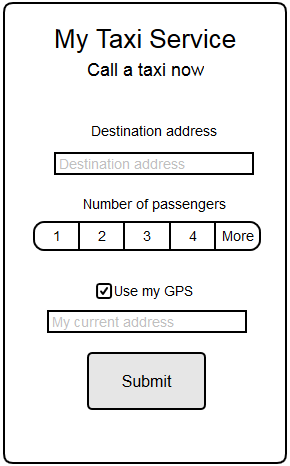 My Taxi Service
Call a taxi now
Destination address
Destination address
Number of passengers
1 2 3 4 More
Use my GPS
My current address
Submit